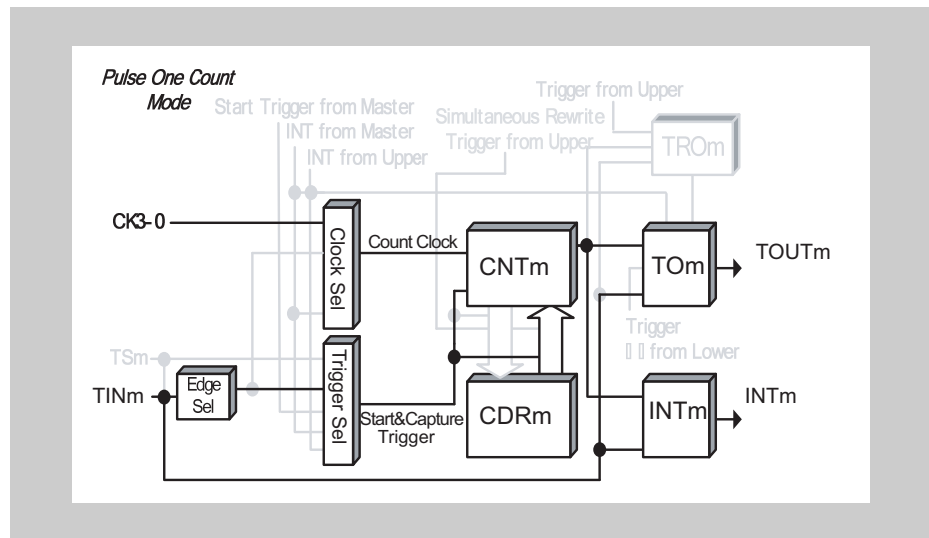 Pulse One Count
Mode
Trigger from Upper
Start Trigger from Master
Simultaneous Rewrite
INT from Master
Trigger from Upper
INT from Upper
TROm
CK3-0
Clock Sel
Count Clock
CNTm
TOm
TOUTm
Trigger
from Lower
TSm
TINm
Edge
Sel
Trigger Sel
Start&Capture
Trigger
CDRm
INTm
INTm